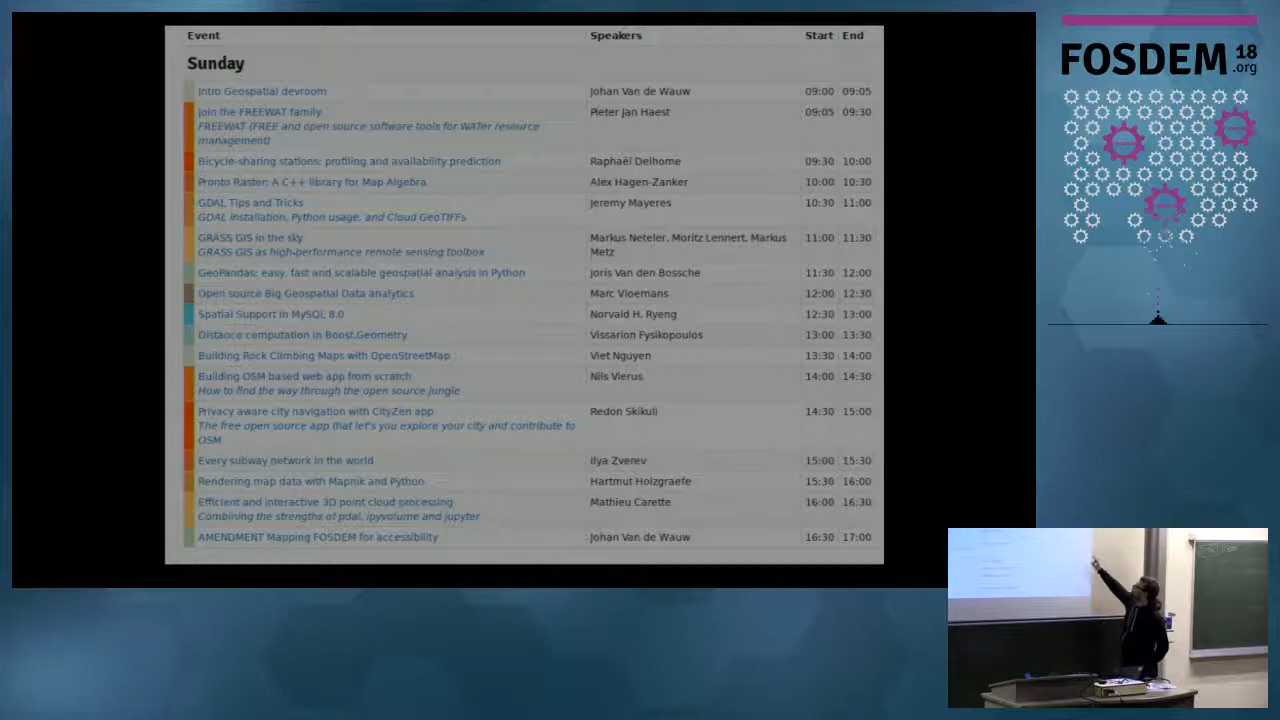 Event Speakers Start End
Sunday
Intro Geospatial devroom Johan Van de Wauw 09:00 09:05
Join the FREEWAT family Pieter Jan Haest 09:05 09:30
FREEWAT (FREE and open source software tools for WATer resource
management)
Bicycle-sharing stations: profiling and availability prediction Raphaël Delhome 09:30 10:00
Pronto Raster: A C++ library for Map Algebra Alex Hagen-Zanker 10:00 10:30
GDAL Tips and Tricks Jeremy Mayeres 10:30 11:00
GDAL installation, Python usage, and Cloud GeoTIFFs
GRASS GIS in the sky Markus Neteler, Moritz Lennert, Markus 11:00 11:30
GRASS GIS as high-performance remote sensing toolbox Metz
GeoPandas: easy, fast and scalable geospatial analysis in Python Joris Van den Bossche 11:30 12:00
Open source Big Geospatial Data analytics Marc Vloemans 12:00 12:30
Spatial Support in MySQL 8.0 Norvald H. Ryeng 12:30 13:00
Distance computation in Boost.Geometry Vissarion Fysikopoulos 13:00 13:30
Building Rock Climbing Maps with OpenStreetMap Viet Nguyen 13:30 14:00
Building OSM based web app from scratch Nils Vierus 14:00 14:30
How to find the way through the open source jungle
Privacy aware city navigation with CityZen app Redon Skikuli 14:30 15:00
The free open source app that let's you explore your city and contribute to
OSM
Every subway network in the world Ilya Zverev 15:00 15:30
Rendering map data with Mapnik and Python Hartmut Holzgraefe 15:30 16:00
Efficient and interactive 3D point cloud processing Mathieu Carette 16:00 16:30
Combining the strengths of pdal, ipyvolume and jupyter
AMENDMENT Mapping FOSDEM for accessibility Johan Van de Wauw 16:30 17:00
FOSDEM 18
.org